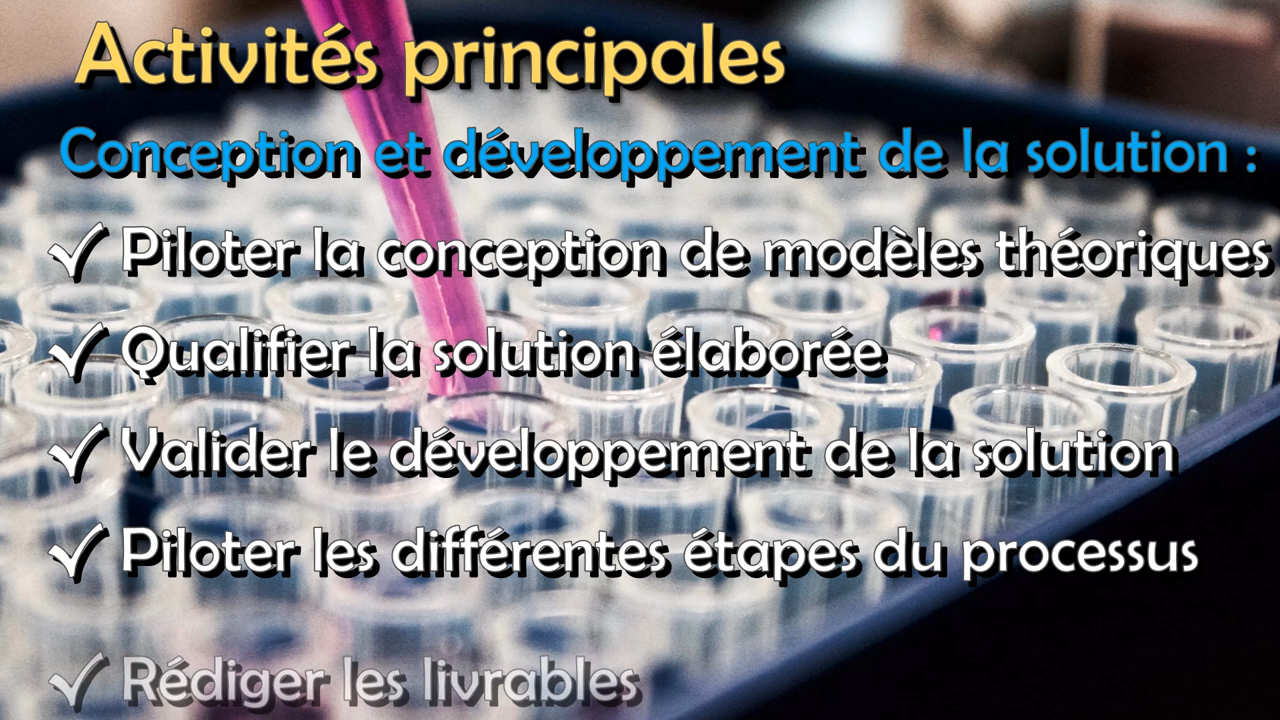 Activités principales
Conception et développement de la solution :
✓ Piloter la conception de modèles théoriques
✓ Qualifier la solution élaborée
✓ Valider le développement de la solution
✓ Piloter les différentes étapes du processus
✓ Rédiger les livrables